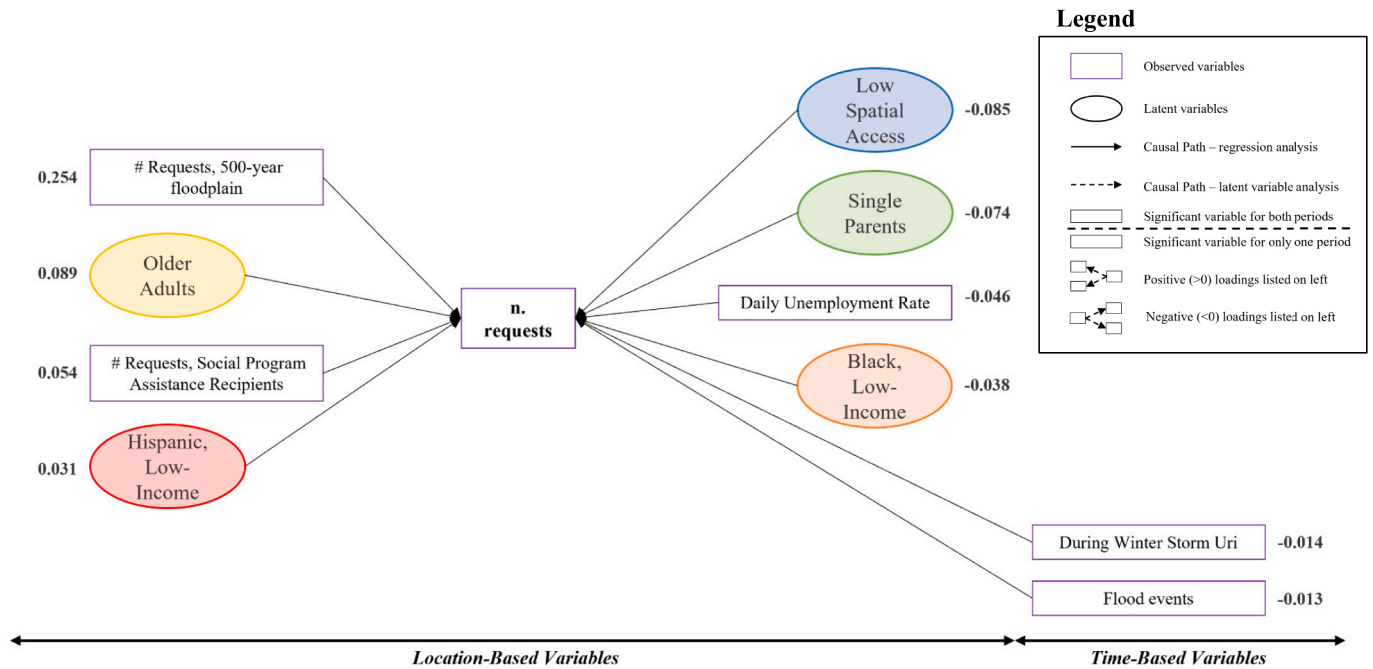 Legend
Observed variables
Latent variables
Causal Path – regression analysis
Causal Path – latent variable analysis
Significant variable for both periods
Significant variable for only one period
Positive (>0) loadings listed on left
Negative (<0) loadings listed on left
0.254
# Requests, 500-year
floodplain
0.089
Older
Adults
0.054
# Requests, Social Program
Assistance Recipients
0.031
Hispanic,
Low-
Income
n.
requests
Low
Spatial
Access
-0.085
Single
Parents
-0.074
Daily Unemployment Rate
-0.046
Black,
Low-
Income
-0.038
During Winter Storm Uri
-0.014
Flood events
-0.013
Location-Based Variables
Time-Based Variables